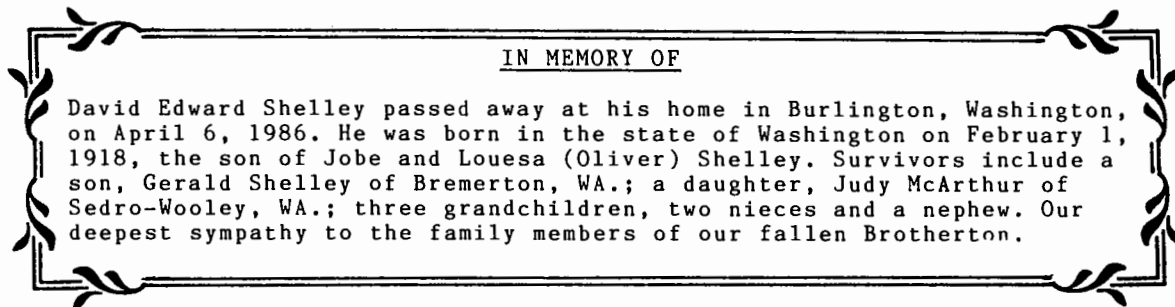 IN MEMORY OF
David Edward Shelley passed away at his home in Burlington, Washington,
on April 6, 1986. He was born in the state of Washington on February 1,
1918, the son of Jobe and Louesa (Oliver) Shelley. Survivors include a
son, Gerald Shelley of Bremerton, WA.; a daughter, Judy McArthur of
Sedro-Wooley, WA.; three grandchildren, two nieces and a nephew. Our
deepest sympathy to the family members of our fallen Brotherton.